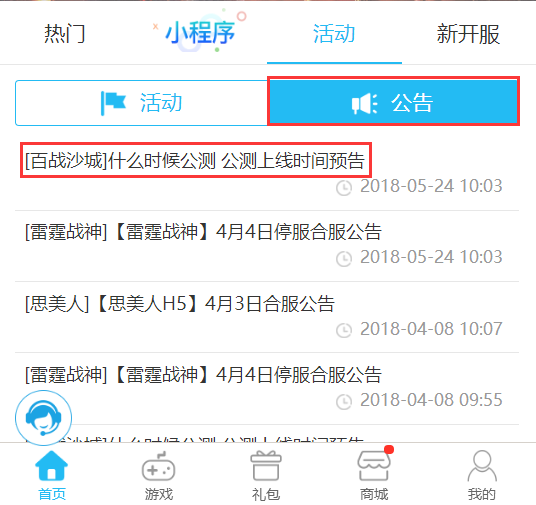 热门 小程序 活动 新开服
活动 公告
[百战沙城]什么时候公测 公测上线时间预告
2018-05-24 10:03
[雷霆战神]【雷霆战神】4月4日停服合服公告
2018-05-24 10:03
[思美人]【思美人H5】4月3日合服公告
2018-04-08 10:07
[雷霆战神]【雷霆战神】4月4日停服合服公告
2018-04-08 09:55
战沙城]什么时候公测 公测上线时间预告
首页 游戏 礼包 商城 我的